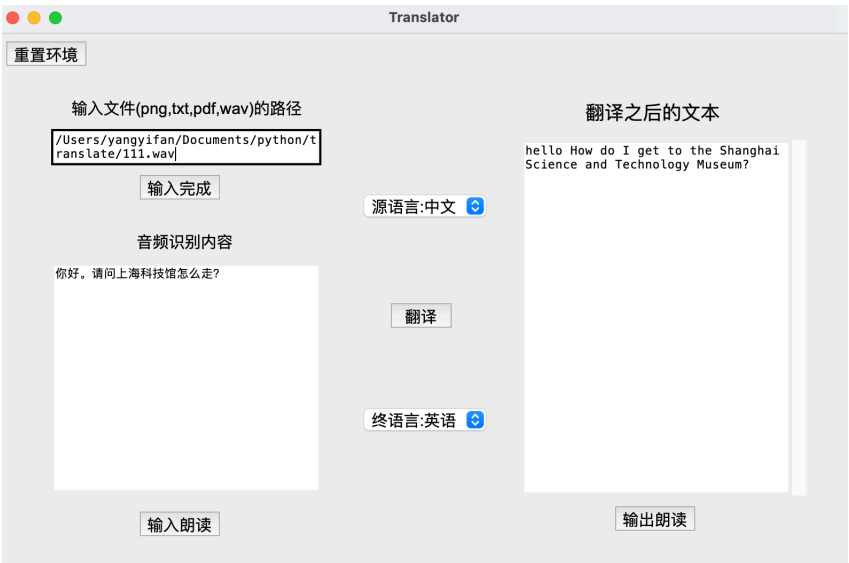 Translator
重置环境
输入文件(png,txt,pdf,wav)的路径
/Users/yangyifan/Documents/python/t
ranslate/111.wav
输入完成
音频识别内容
你好。请问上海科技馆怎么走?
输入朗读
源语言:中文
翻译
终语言:英语
翻译之后的文本
hello How do I get to the Shanghai
Science and Technology Museum?
输出朗读